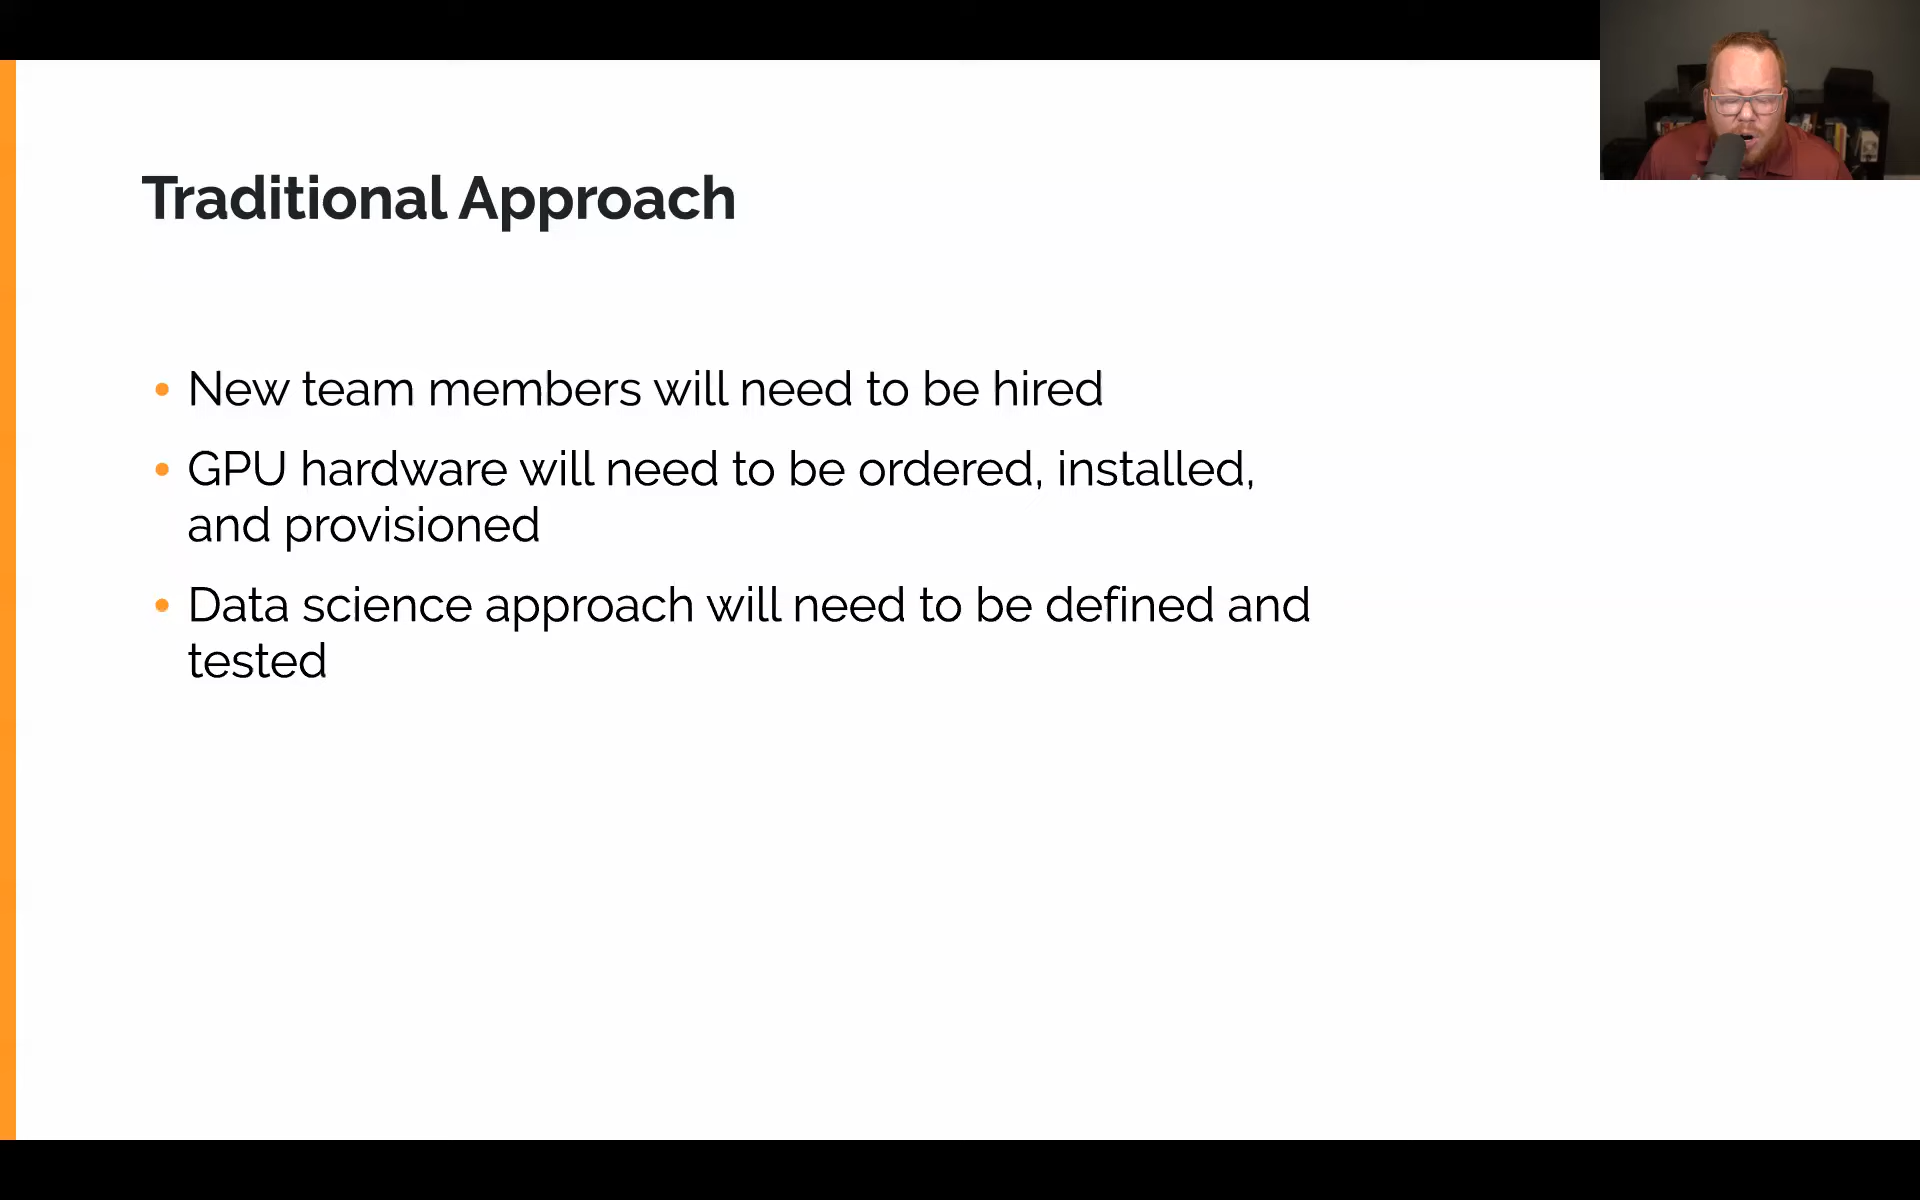 Traditional Approach
New team members will need to be hired
GPU hardware will need to be ordered, installed,
and provisioned
Data science approach will need to be defined and
tested